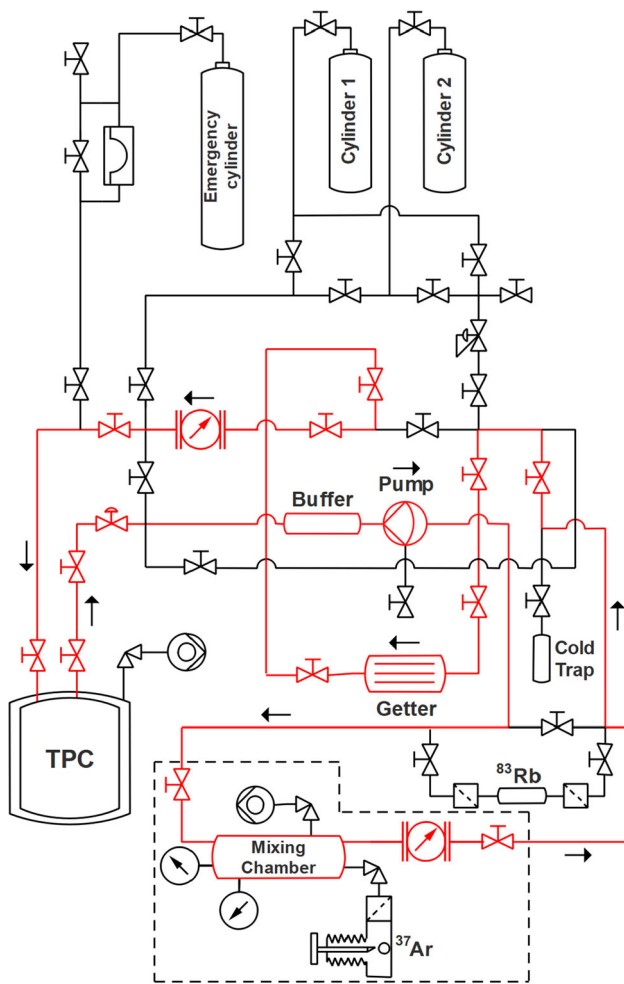 Emergency
cylinder
Cylinder 1
Cylinder 2
Buffer
Pump
Cold
Trap
Getter
TPC
83Rb
Mixing
Chamber
37Ar